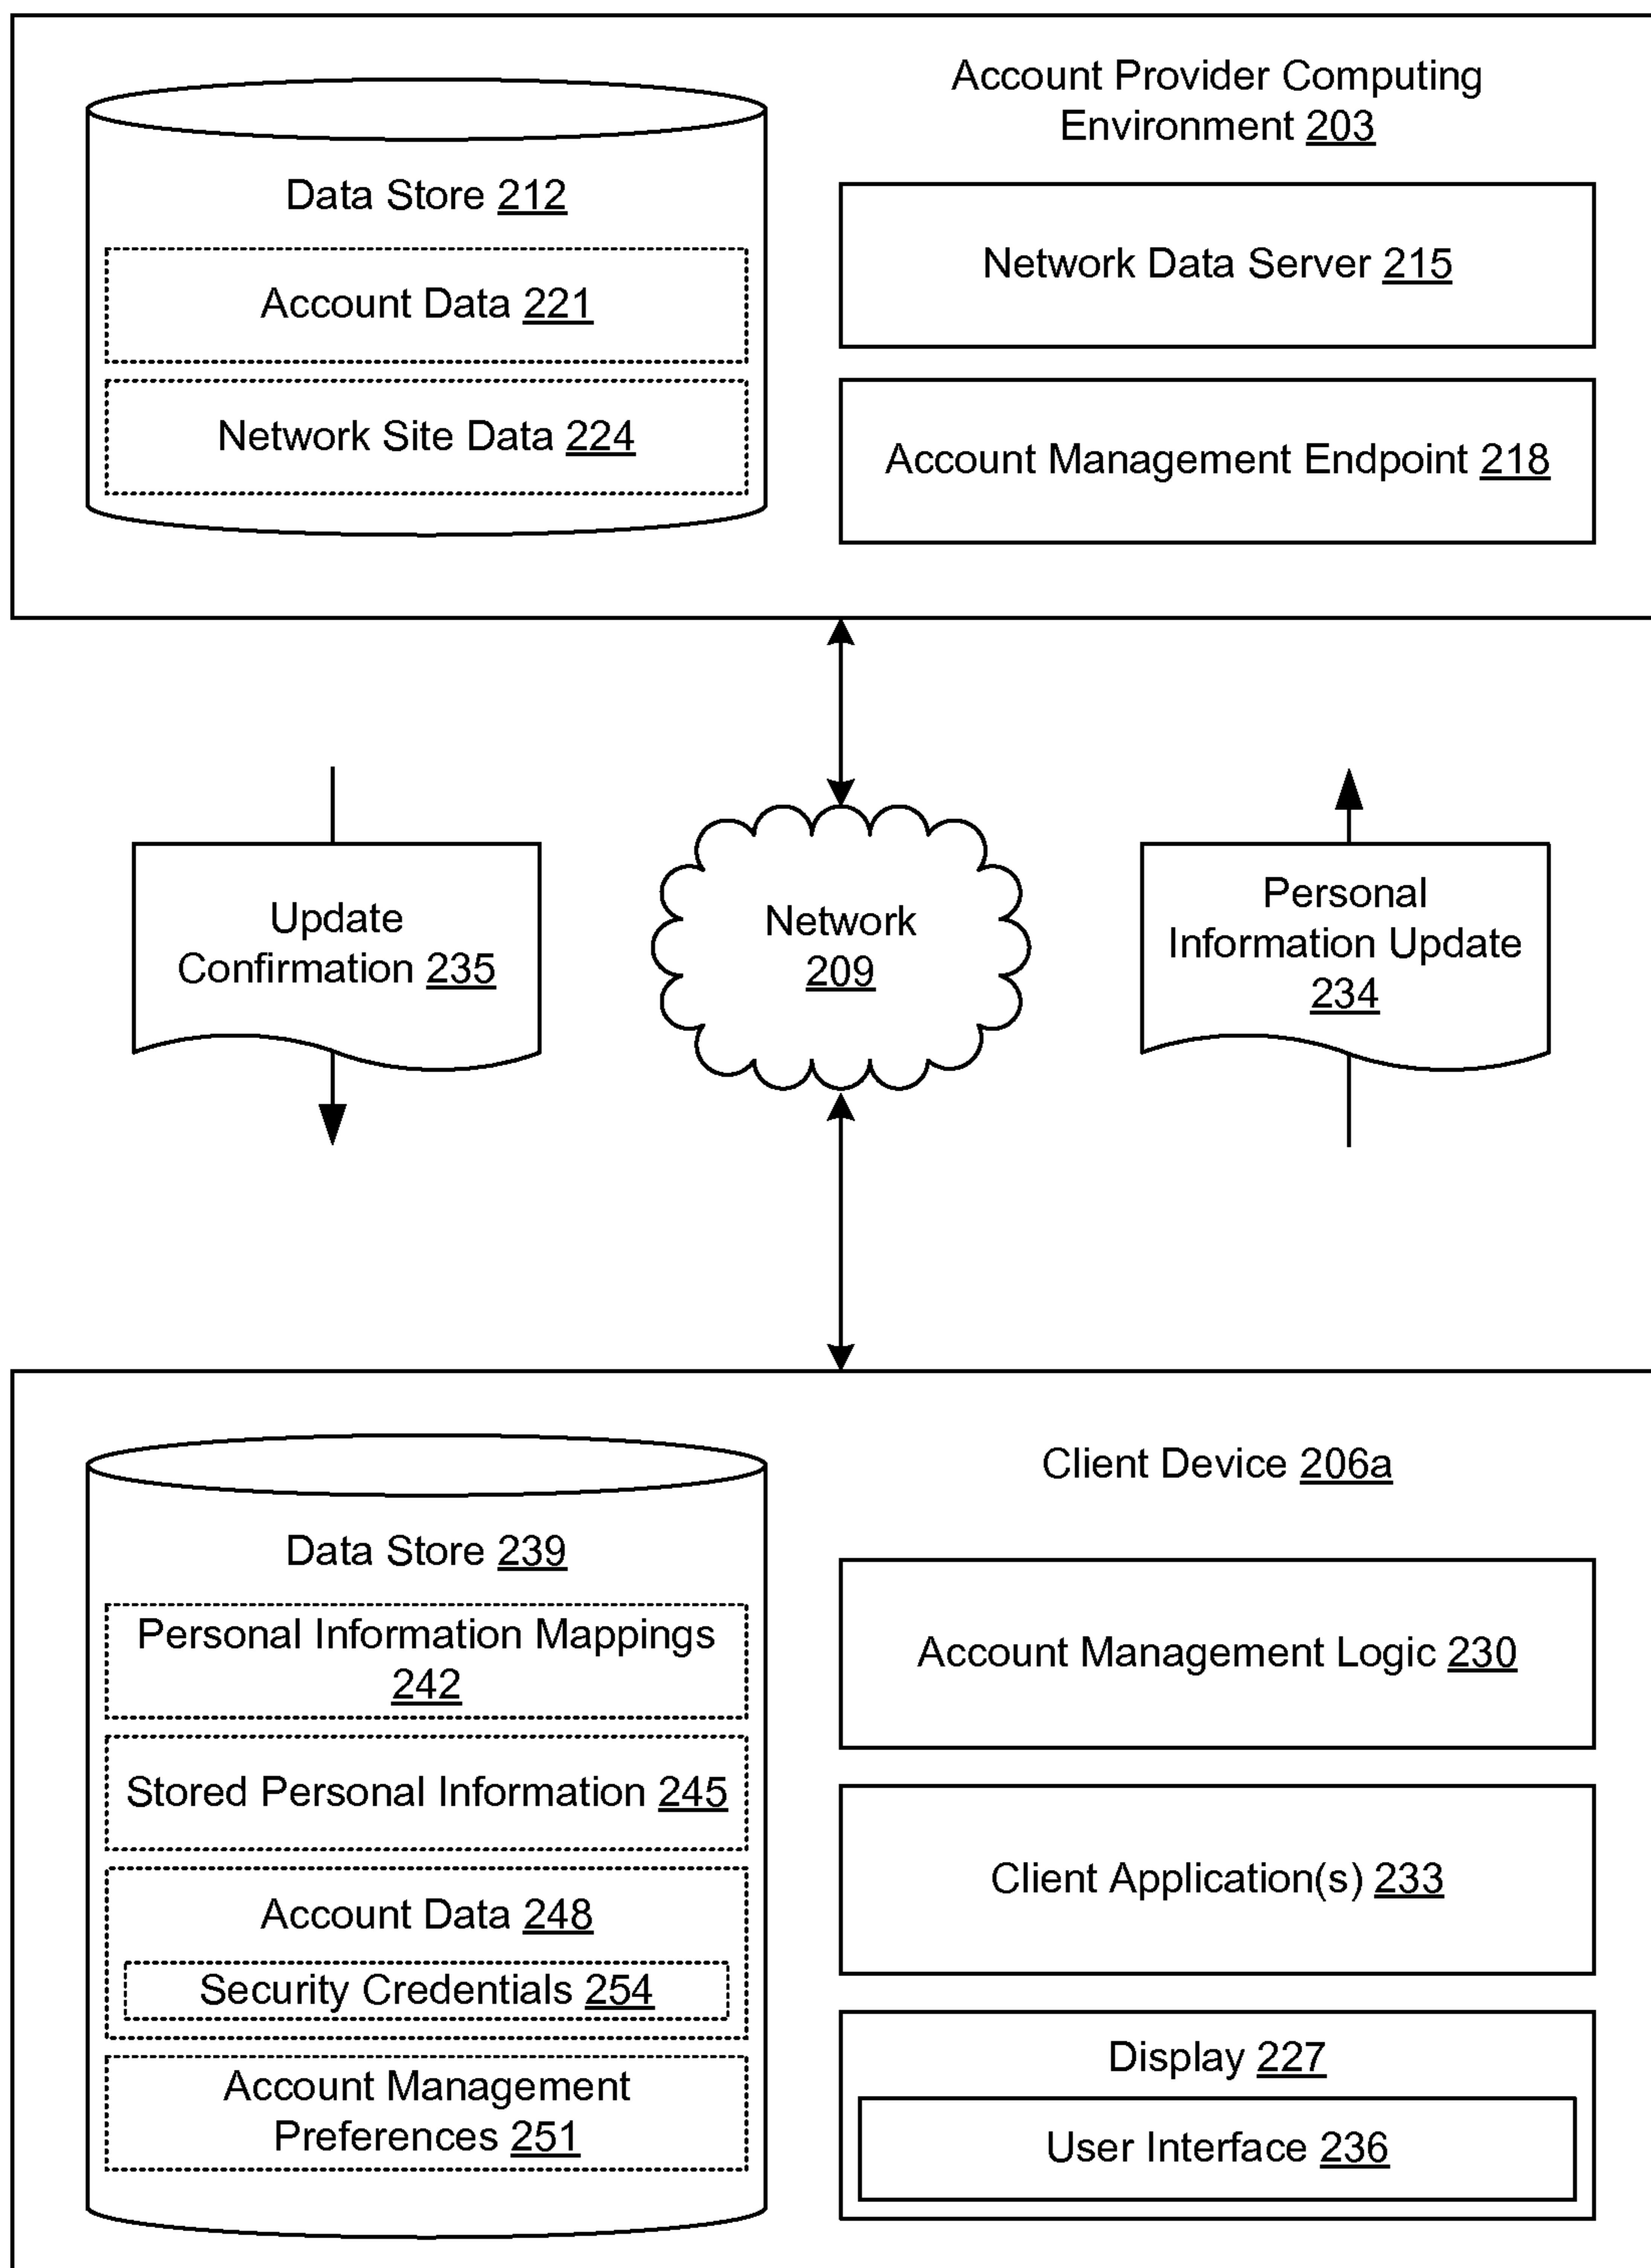 Account Provider Computing
Environment 203
Data Store 212
Account Data 221
Network Site Data 224
Network Data Server 215
Account Management Endpoint 218
Update
Confirmation 235
Network
209
Personal
Information Update
234
Client Device 206a
Data Store 239
Personal Information Mappings
242
Stored Personal Information 245
Account Data 248
Security Credentials 254
Account Management
Preferences 251
Account Management Logic 230
Client Application(s) 233
Display 227
User Interface 236